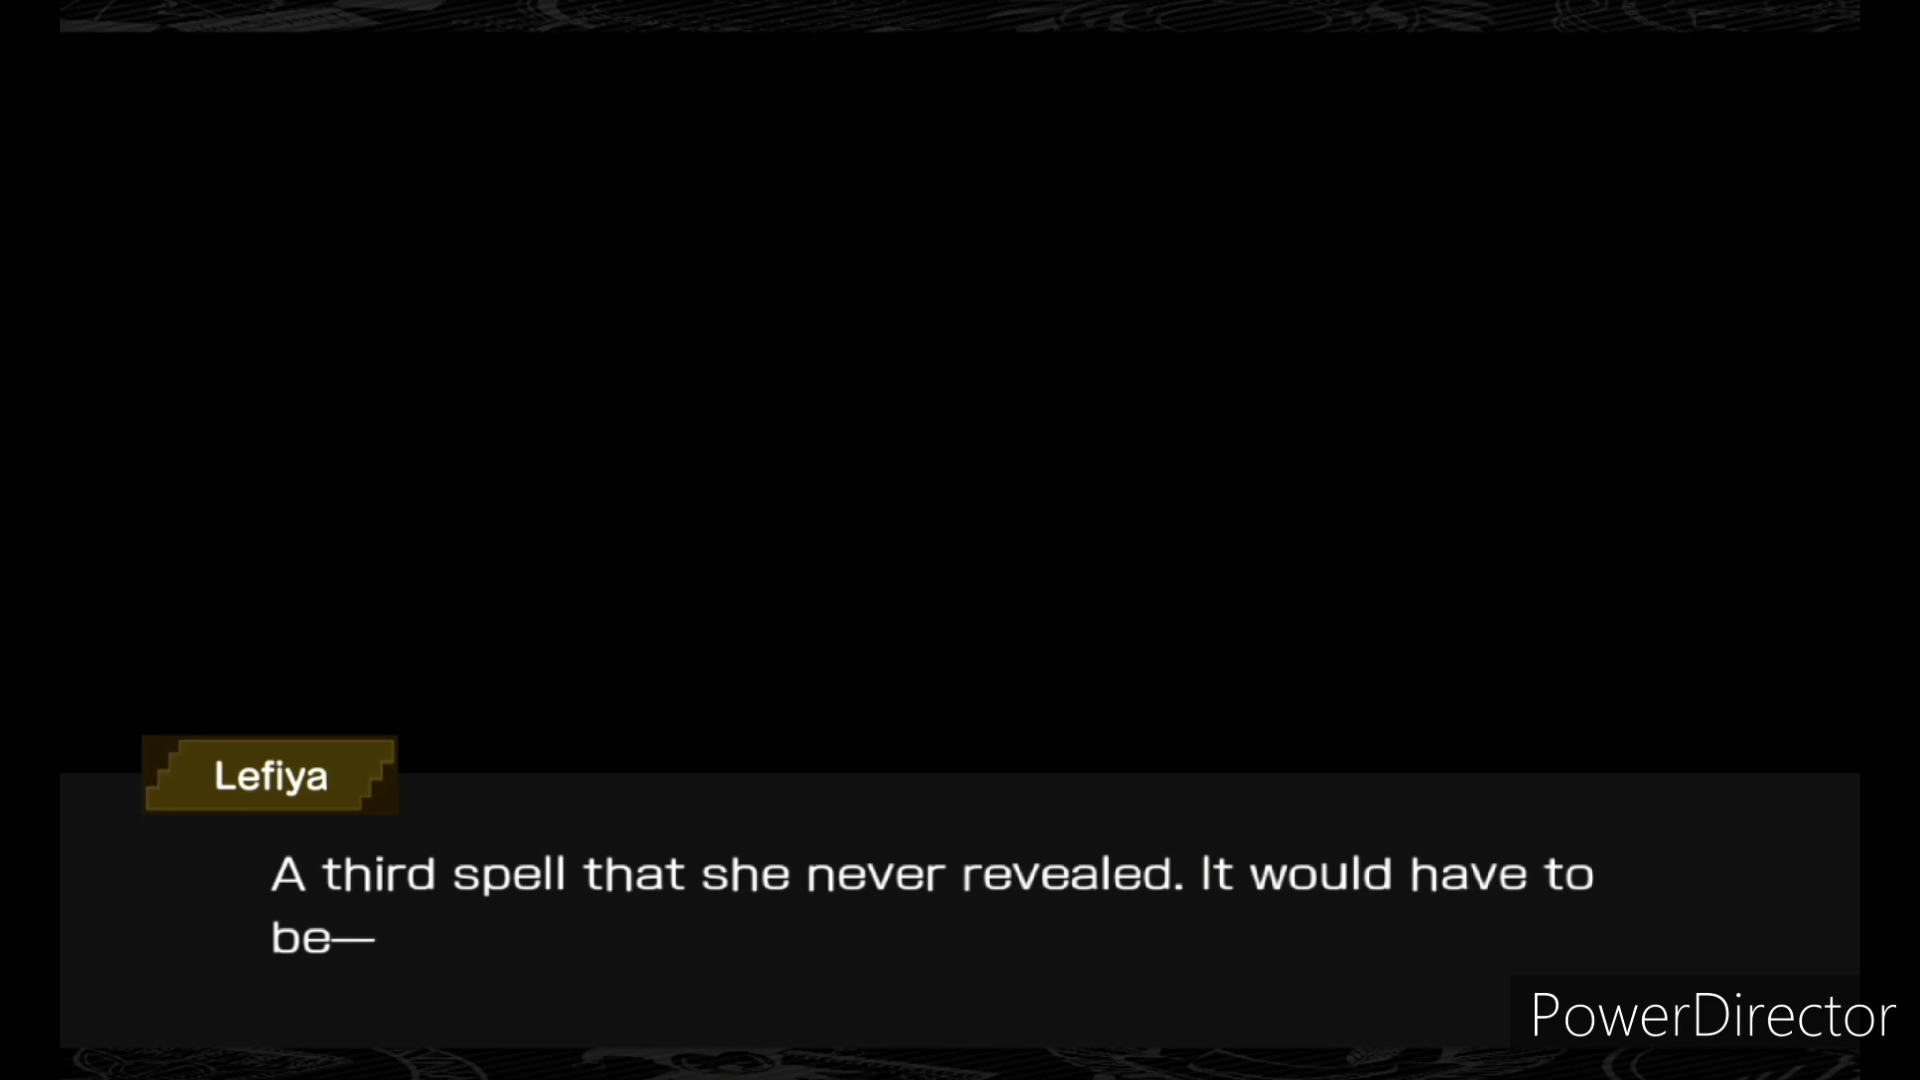 Lefiya
A third spell that she never revealed. It would have to
be—
PowerDirector